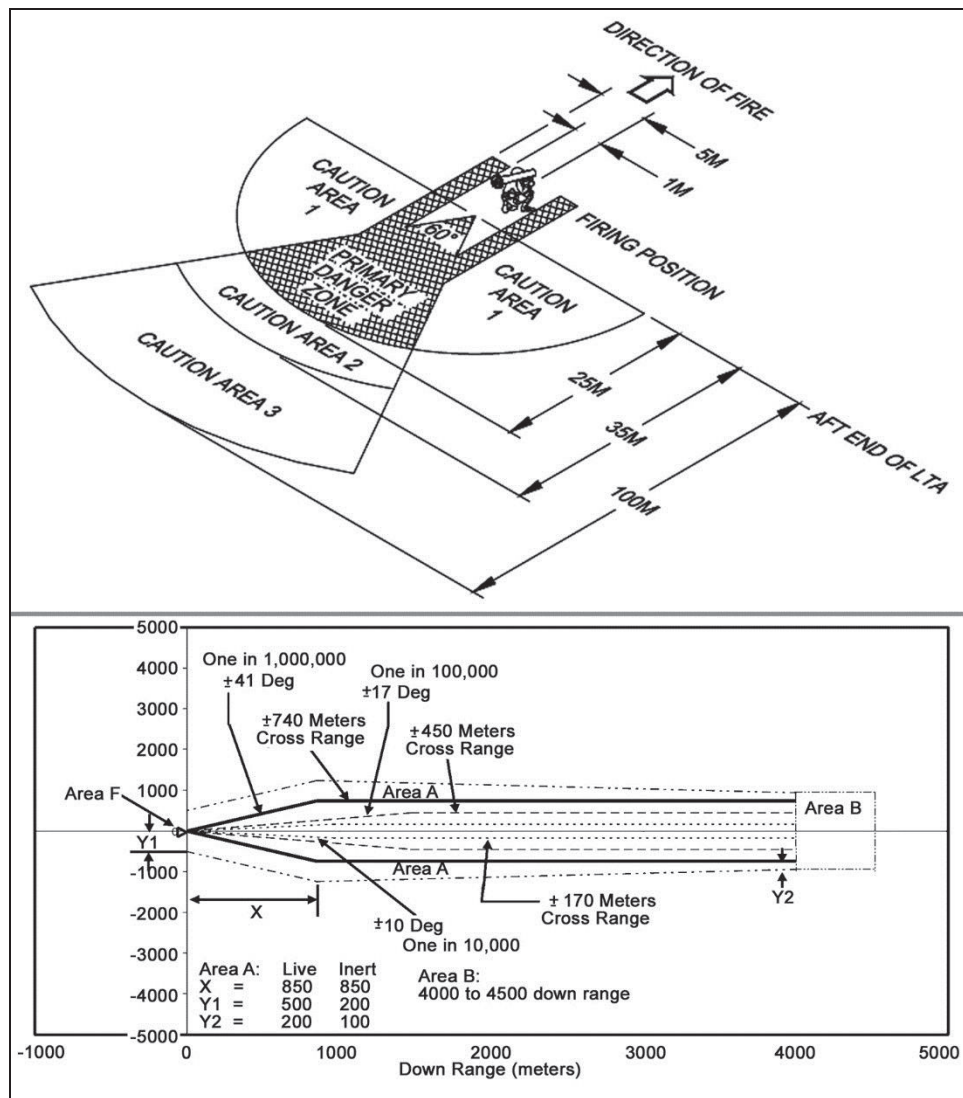 DIRECTION OF FIRE
5M
1M
FIRING POSITION
CAUTION
AREA
1
60°
PRIMARY
DANGER
ZONE
CAUTION
AREA
1
CAUTION AREA 2
CAUTION AREA 3
25M
35M
100M
AFT END OF LTA
5000
4000
3000
2000
1000
0
-1000
-2000
-3000
-4000
-5000
One in 1,000,000
±41 Deg
One in 100,000
±17 Deg
±740 Meters
Cross Range
±450 Meters
Cross Range
Area F
Area A
Area B
Y1
Area A
Y2
X
±10 Deg
One in 10,000
± 170 Meters
Cross Range
Area A: Live Inert
X = 850 850
Y1 = 500 200
Y2 = 200 100
Area B:
4000 to 4500 down range
-1000 0 1000 2000 3000 4000 5000
Down Range (meters)